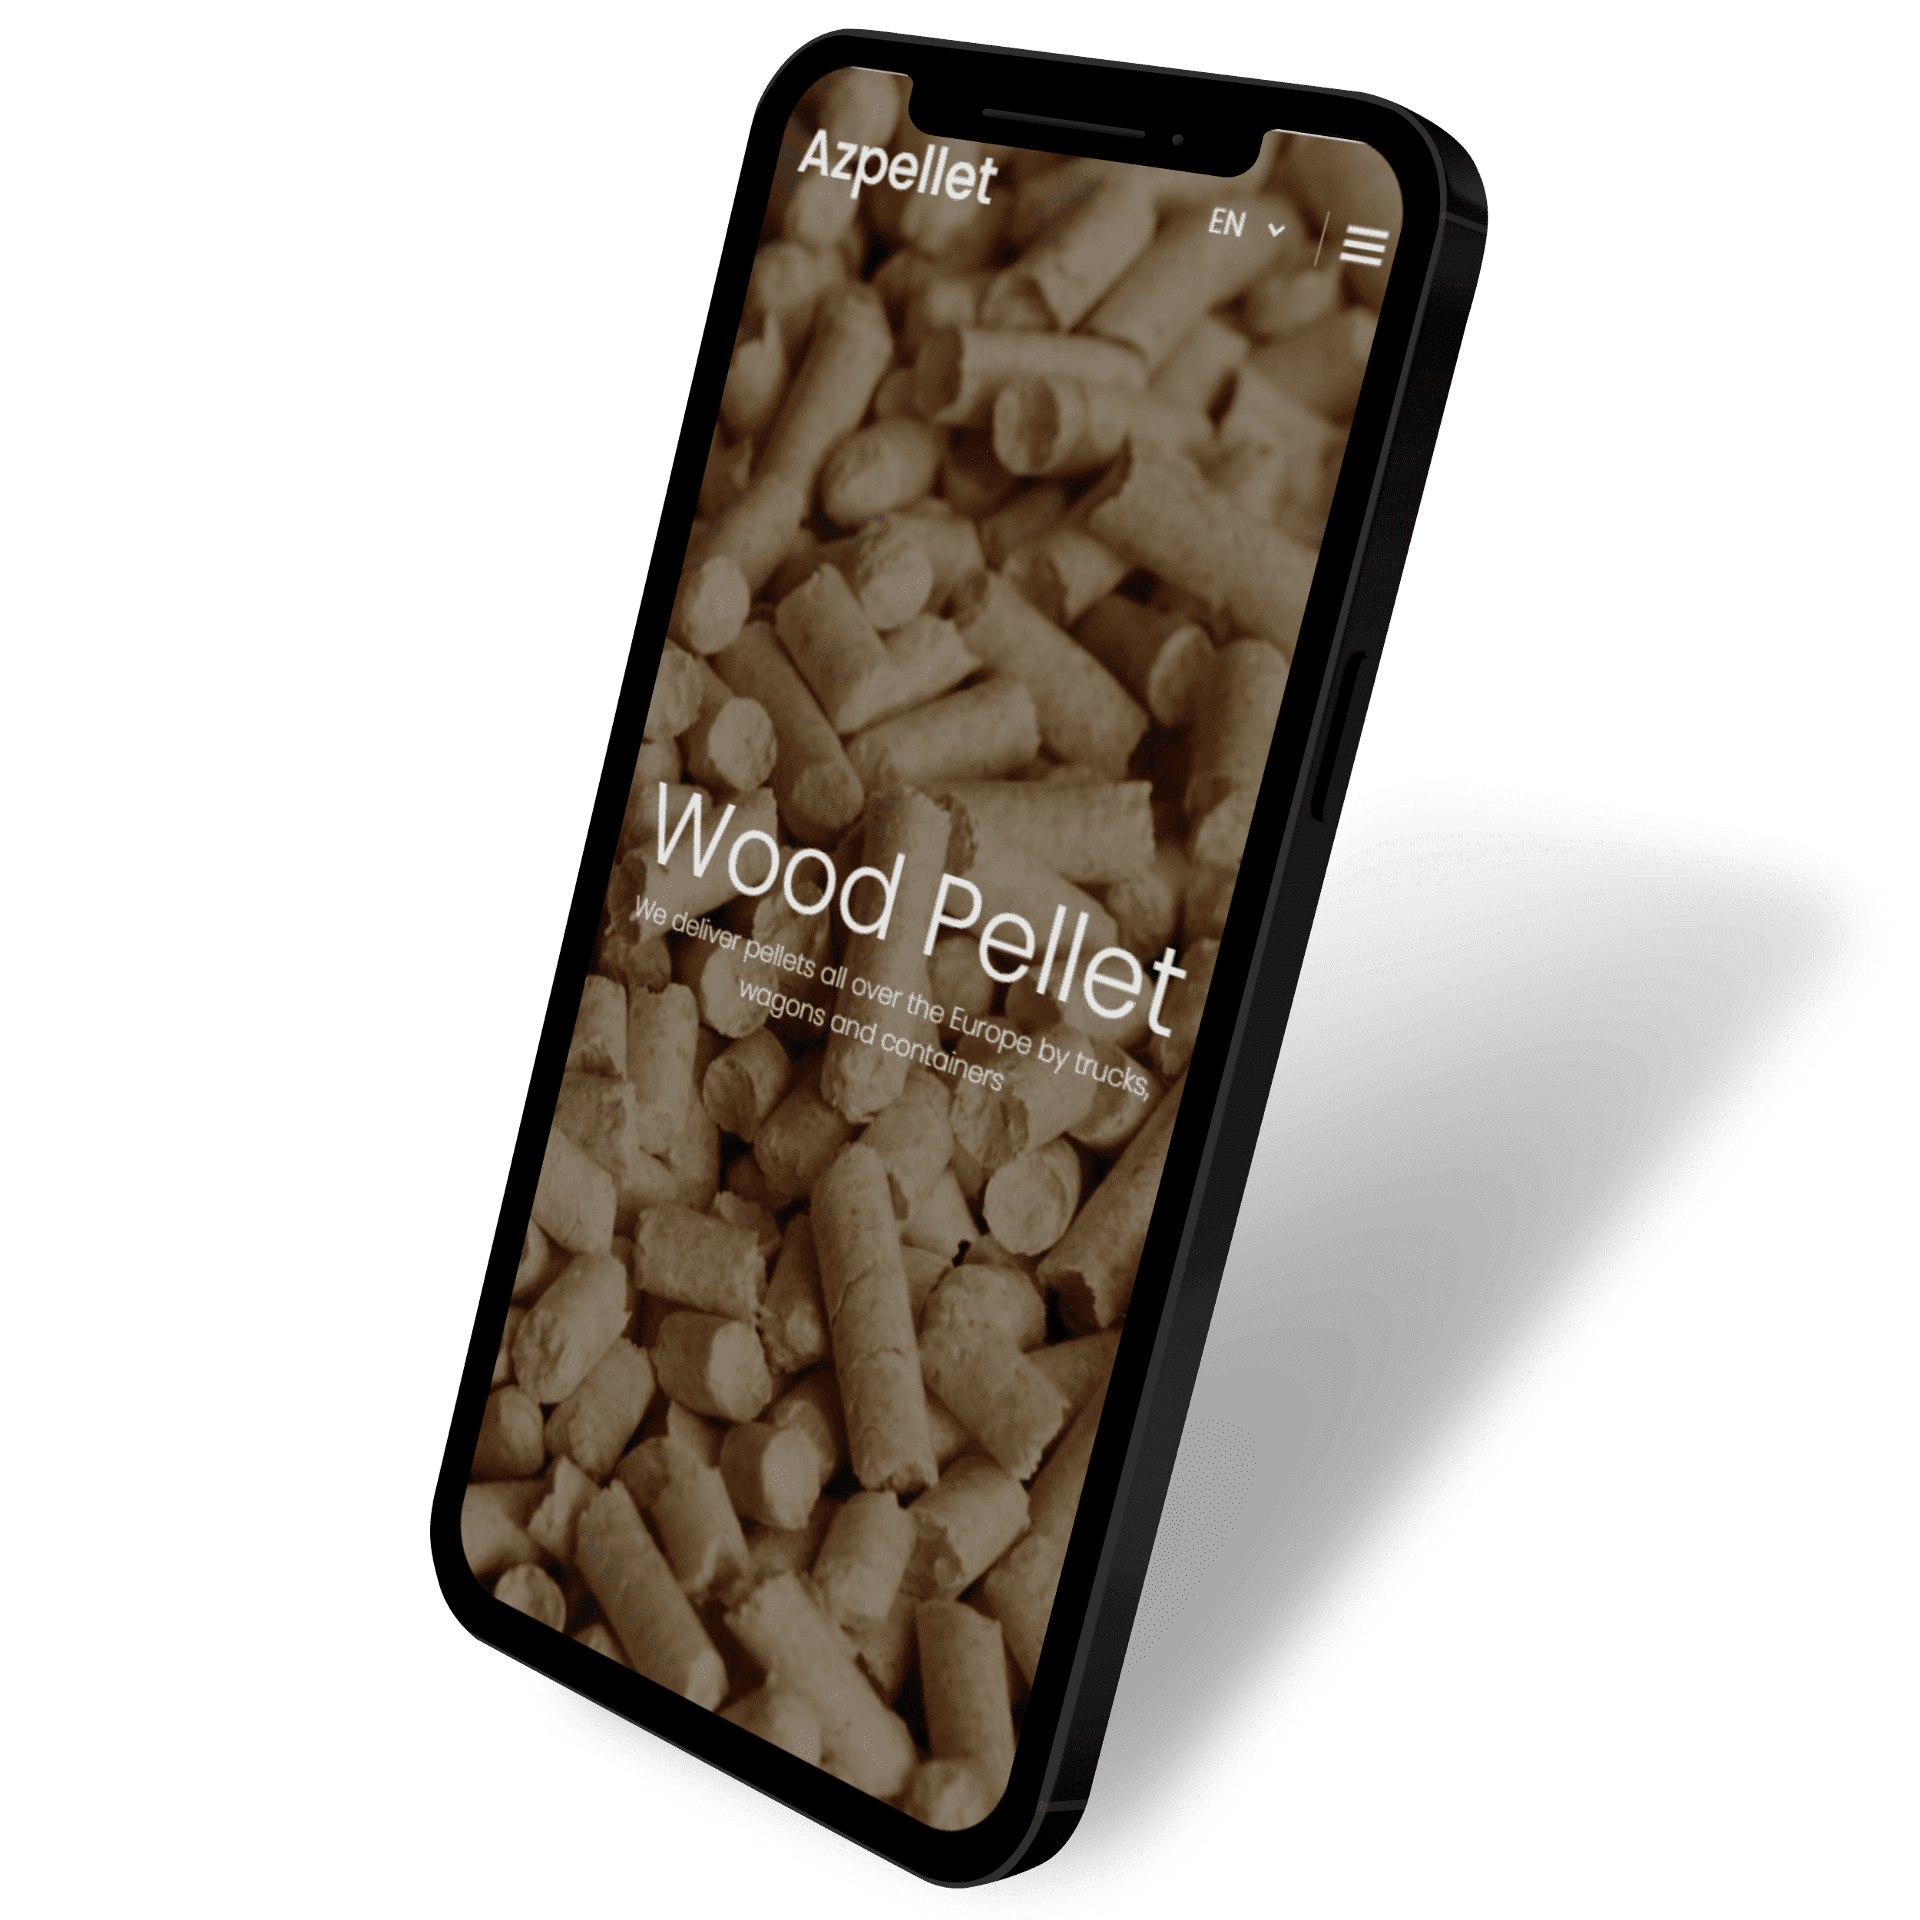 Azpellet
EN
Wood Pellet
We deliver pellets all over the Europe by trucks,
wagons and containers